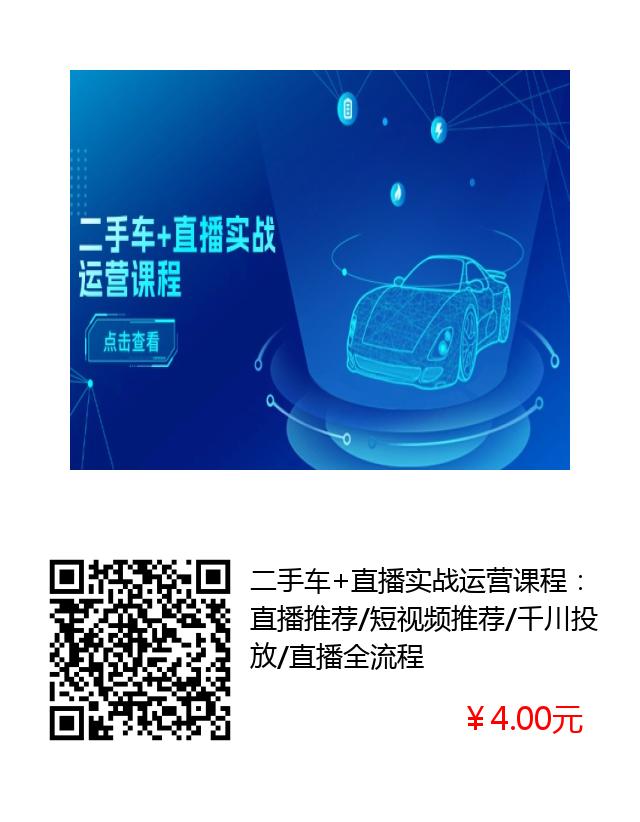 二手车+直播实战
运营课程
点击查看
二手车+直播实战运营课程：
直播推荐/短视频推荐/千川投
放/直播全流程
￥4.00元